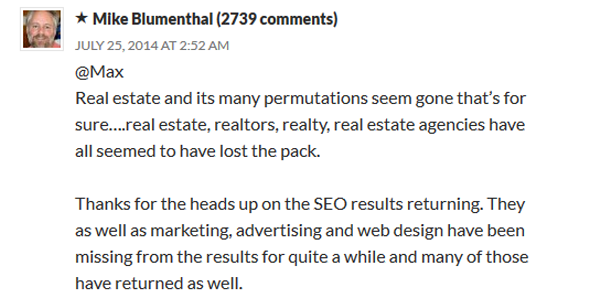 ★ Mike Blumenthal (2739 comments)
JULY 25, 2014 AT 2:52 AM
@Max
Real estate and its many permutations seem gone that's for
sure....real estate, realtors, realty, real estate agencies have
all seemed to have lost the pack.
Thanks for the heads up on the SEO results returning. They
as well as marketing, advertising and web design have been
missing from the results for quite a while and many of those
have returned as well.